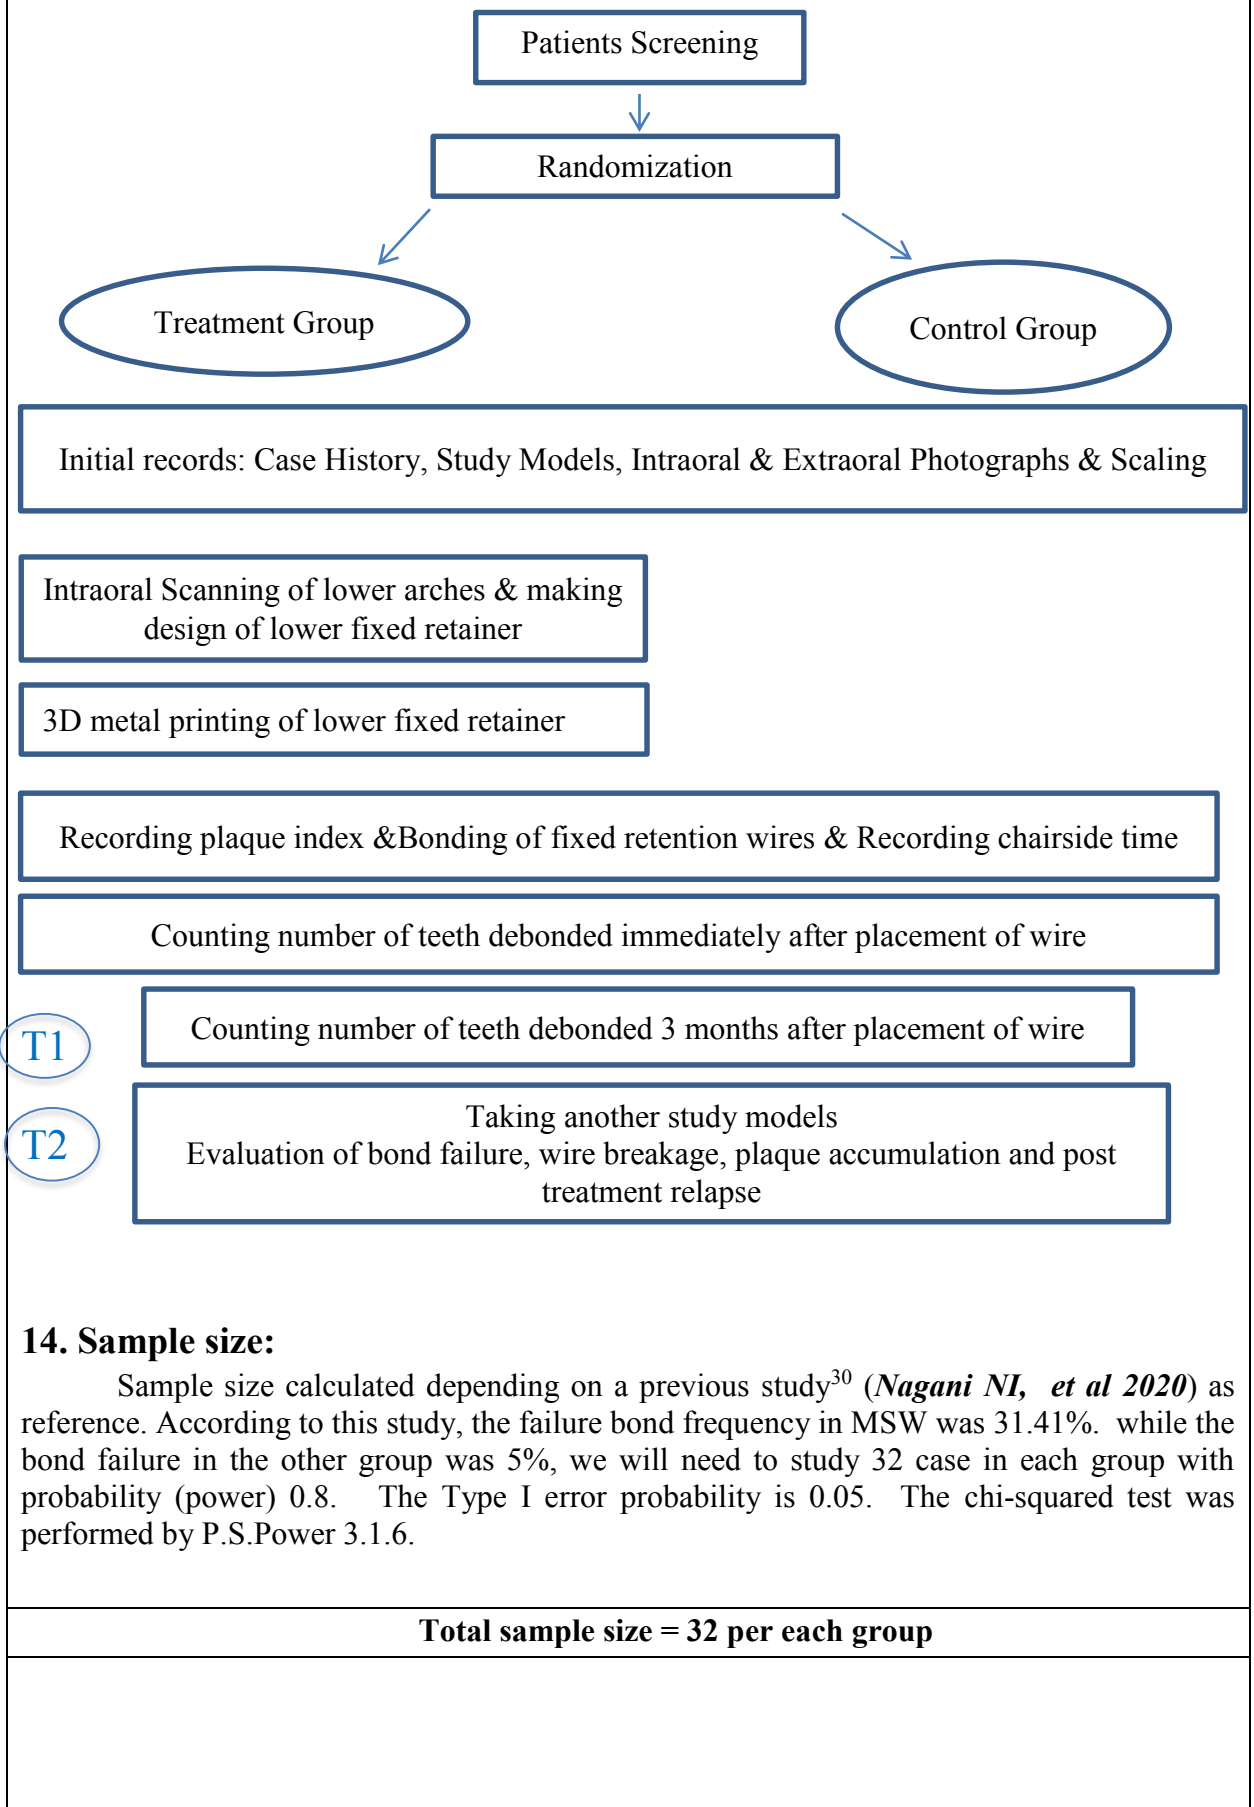 Patients Screening
Randomization
Treatment Group
Control Group
Initial records: Case History, Study Models, Intraoral & Extraoral Photographs & Scaling
Intraoral Scanning of lower arches & making
design of lower fixed retainer
3D metal printing of lower fixed retainer
Recording plaque index &Bonding of fixed retention wires & Recording chairside time
Counting number of teeth debonded immediately after placement of wire
T1
Counting number of teeth debonded 3 months after placement of wire
T2
Taking another study models
Evaluation of bond failure, wire breakage, plaque accumulation and post
treatment relapse
14. Sample size:
Sample size calculated depending on a previous study30 (Nagani NI, et al 2020) as
reference. According to this study, the failure bond frequency in MSW was 31.41%. while the
bond failure in the other group was 5%, we will need to study 32 case in each group with
probability (power) 0.8. The Type I error probability is 0.05. The chi-squared test was
performed by P.S.Power 3.1.6.
Total sample size = 32 per each group